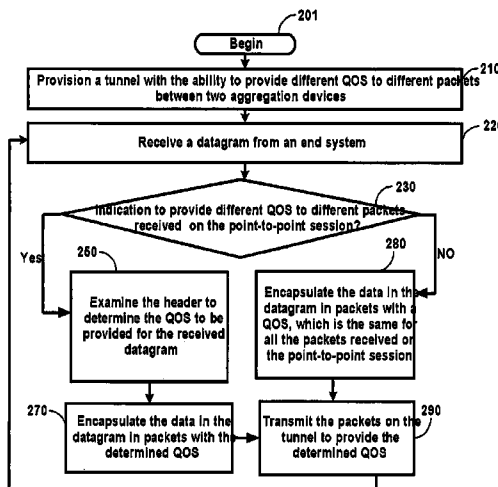 201
Begin
210
Provision a tunnel with the ability to provide different QOS to different packets
between two aggregation devices
220
Receive a datagram from an end system
230
Indication to provide different QOS to different packets
received on the point-to-point session?
Yes
NO
250
280
Examine the header to
determine the QOS to be
provided for the received
datagram
Encapsulate the data in the
datagram in packets with a
QOS, which is the same for
all the packets received on
the point-to-point session
270
Encapsulate the data in the
datagram in packets with the
determined QOS
290
Transmit the packets on the
tunnel to provide the
determined QOS